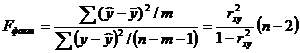 F_факт = ∑(ŷ − ȳ)² / m / ∑(y − ŷ)² / (n − m − 1) = r²_xy / 1 − r²_xy (n − 2)